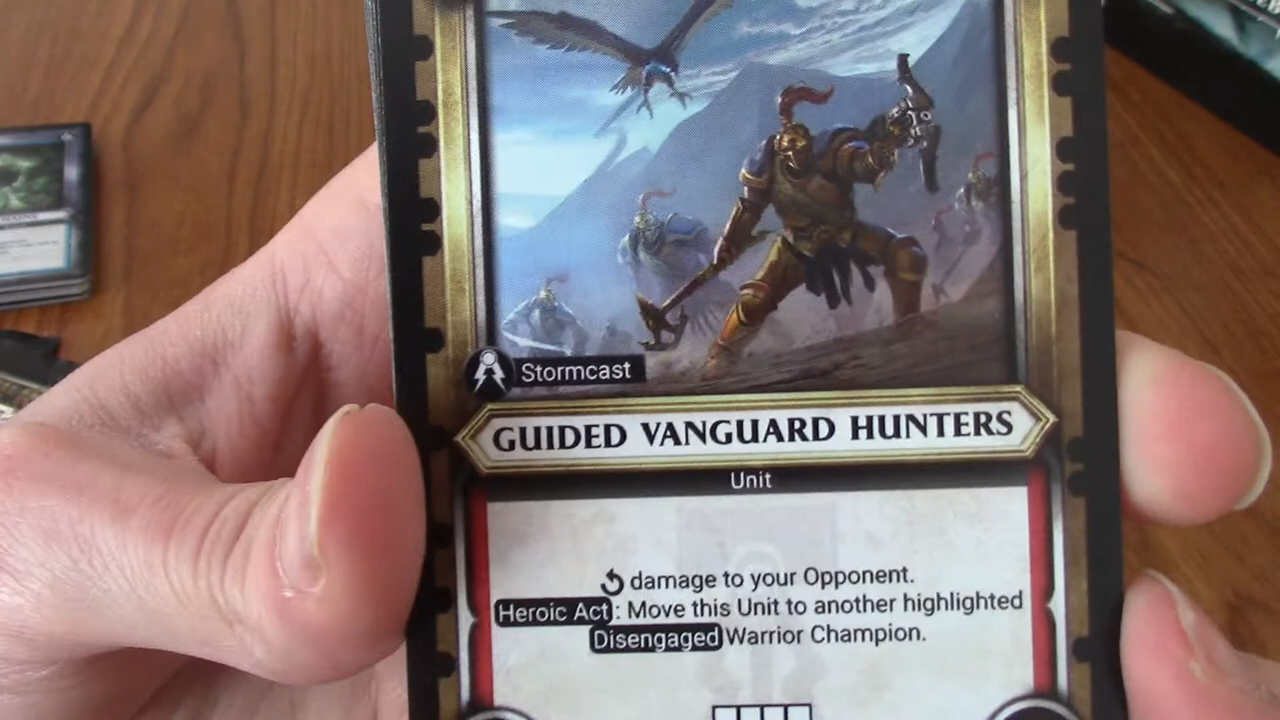 Stormcast
GUIDED VANGUARD HUNTERS
Unit
damage to your Opponent.
Heroic Act: Move this Unit to another highlighted
Disengaged Warrior Champion.